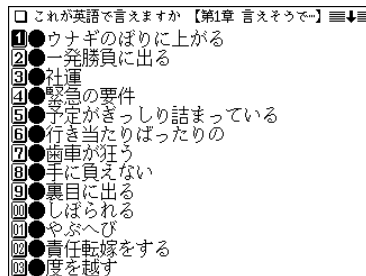 □ これが英語で言えますか 【第1章 言えそうで…】
1●ウナギのぼりに上がる
2●一発勝負に出る
3●社運
4●緊急の要件
5●予定がぎっしり詰まっている
6●行き当たりばったりの
7●歯車が狂う
8●手に負えない
9●裏目に出る
00●しぼられる
01●やぶへび
02●責任転嫁をする
03●度を越す